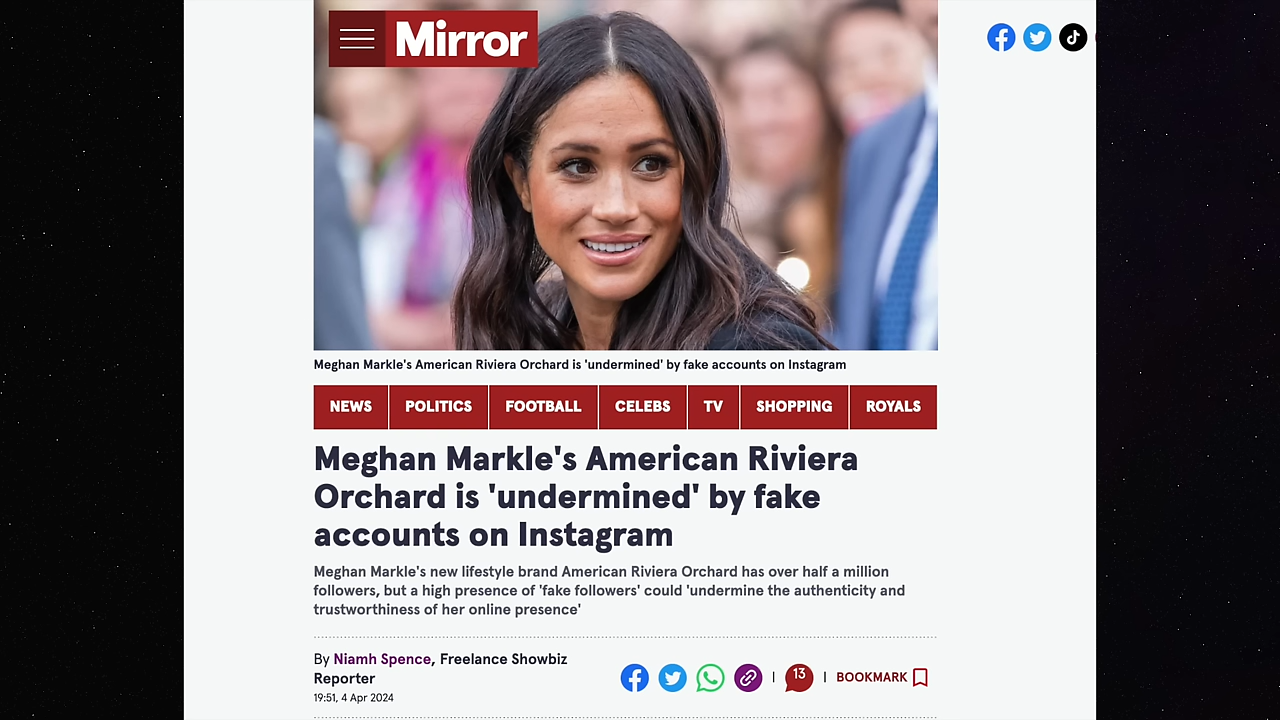 Mirror
Meghan Markle's American Riviera Orchard is 'undermined' by fake accounts on Instagram
NEWS POLITICS FOOTBALL CELEBS TV SHOPPING ROYALS
Meghan Markle's American Riviera
Orchard is 'undermined' by fake
accounts on Instagram
Meghan Markle's new lifestyle brand American Riviera Orchard has over half a million
followers, but a high presence of 'fake followers' could 'undermine the authenticity and
trustworthiness of her online presence'
By Niamh Spence, Freelance Showbiz
Reporter
19:51, 4 Apr 2024
13
BOOKMARK